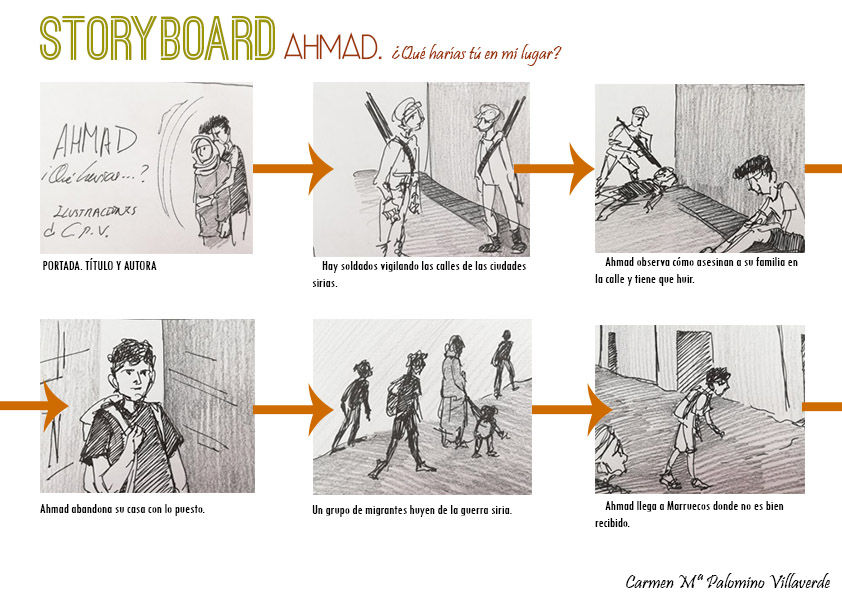 STORYBOARD AHMAD. ¿Qué harías tú en mi lugar?
AHMAD
¿Qué harías...?
ILUSTRACIONES
d C.P.V.
PORTADA. TÍTULO Y AUTORA
Hay soldados vigilando las calles de las ciudades
sirias.
Ahmad observa cómo asesinan a su familia en
la calle y tiene que huir.
Ahmad abandona su casa con lo puesto.
Un grupo de migrantes huyen de la guerra siria.
Ahmad llega a Marruecos donde no es bien
recibido.
Carmen Mª Palomino Villaverde